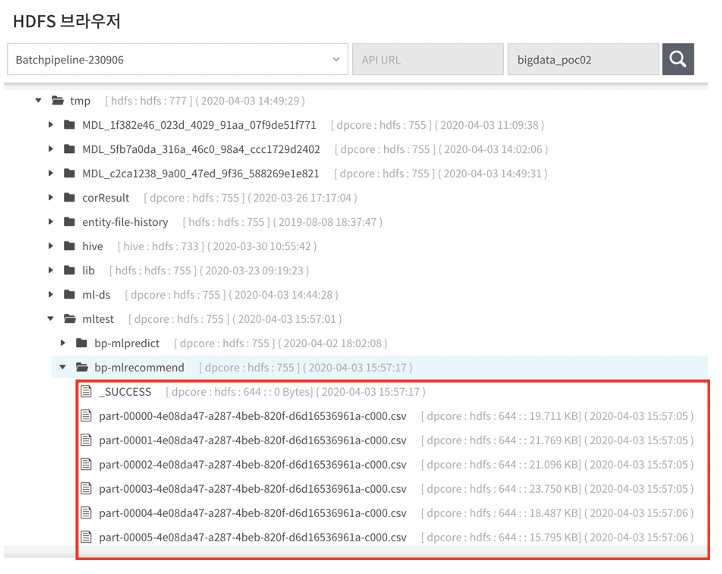 HDFS 브라우저
Batchpipeline-230906 API URL bigdata_poc02
tmp [ hdfs : hdfs : 777 ] ( 2020-04-03 14:49:29 )
MDL_1f382e46_023d_4029_91aa_07f9de51f771 [ dpcore : hdfs : 755 ] ( 2020-04-03 11:09:38 )
MDL_5fb7a0da_316a_46c0_98a4_ccc1729d2402 [ dpcore : hdfs : 755 ] ( 2020-04-03 14:02:06 )
MDL_c2ca1238_9a00_47ed_9f36_588269e1e821 [ dpcore : hdfs : 755 ] ( 2020-04-03 14:49:31 )
corResult [ dpcore : hdfs : 755 ] ( 2020-03-26 17:17:04 )
entity-file-history [ hdfs : hdfs : 755 ] ( 2019-08-08 18:37:47 )
hive [ hive : hdfs : 733 ] ( 2020-03-30 10:55:42 )
lib [ hdfs : hdfs : 755 ] ( 2020-03-23 09:19:23 )
ml-ds [ dpcore : hdfs : 755 ] ( 2020-04-03 14:44:28 )
mltest [ dpcore : hdfs : 755 ] ( 2020-04-03 15:57:01 )
bp-mlpredict [ dpcore : hdfs : 755 ] ( 2020-04-02 18:02:08 )
bp-mlrecommend [ dpcore : hdfs : 755 ] ( 2020-04-03 15:57:17 )
_SUCCESS [ dpcore : hdfs : 644 : : 0 Bytes] ( 2020-04-03 15:57:17 )
part-00000-4e08da47-a287-4beb-820f-d6d16536961a-c000.csv [ dpcore : hdfs : 644 : : 19.711 KB] ( 2020-04-03 15:57:05 )
part-00001-4e08da47-a287-4beb-820f-d6d16536961a-c000.csv [ dpcore : hdfs : 644 : : 21.769 KB] ( 2020-04-03 15:57:05 )
part-00002-4e08da47-a287-4beb-820f-d6d16536961a-c000.csv [ dpcore : hdfs : 644 : : 21.096 KB] ( 2020-04-03 15:57:05 )
part-00003-4e08da47-a287-4beb-820f-d6d16536961a-c000.csv [ dpcore : hdfs : 644 : : 23.750 KB] ( 2020-04-03 15:57:05 )
part-00004-4e08da47-a287-4beb-820f-d6d16536961a-c000.csv [ dpcore : hdfs : 644 : : 18.487 KB] ( 2020-04-03 15:57:06 )
part-00005-4e08da47-a287-4beb-820f-d6d16536961a-c000.csv [ dpcore : hdfs : 644 : : 15.795 KB] ( 2020-04-03 15:57:06 )